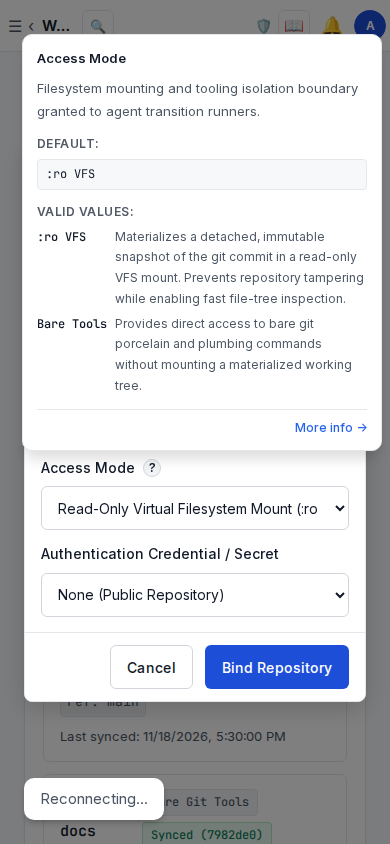 W...
A
Access Mode
Filesystem mounting and tooling isolation boundary
granted to agent transition runners.
DEFAULT:
:ro VFS
VALID VALUES:
:ro VFS
Materializes a detached, immutable
snapshot of the git commit in a read-only
VFS mount. Prevents repository tampering
while enabling fast file-tree inspection.
Bare Tools
Provides direct access to bare git
porcelain and plumbing commands
without mounting a materialized working
tree.
More info →
Access Mode ?
Read-Only Virtual Filesystem Mount (:ro
Authentication Credential / Secret
None (Public Repository)
Cancel
Bind Repository
ref: main
Last synced: 11/18/2026, 5:30:00 PM
Reconnecting...
re Git Tools
docs
Synced (7982de0)